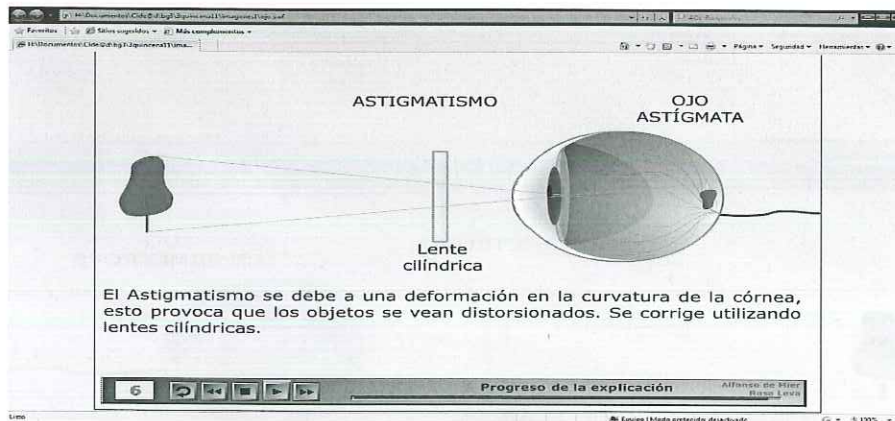 Favoritos
Sitios sugeridos
Más complementos
Página
Seguridad
Herramientas
ASTIGMATISMO
OJO
ASTÍGMATA
Lente
cilíndrica
El Astigmatismo se debe a una deformación en la curvatura de la córnea,
esto provoca que los objetos se vean distorsionados. Se corrige utilizando
lentes cilíndricas.
6
Progreso de la explicación
Alfonso de Mier
Rosa Leva
100%